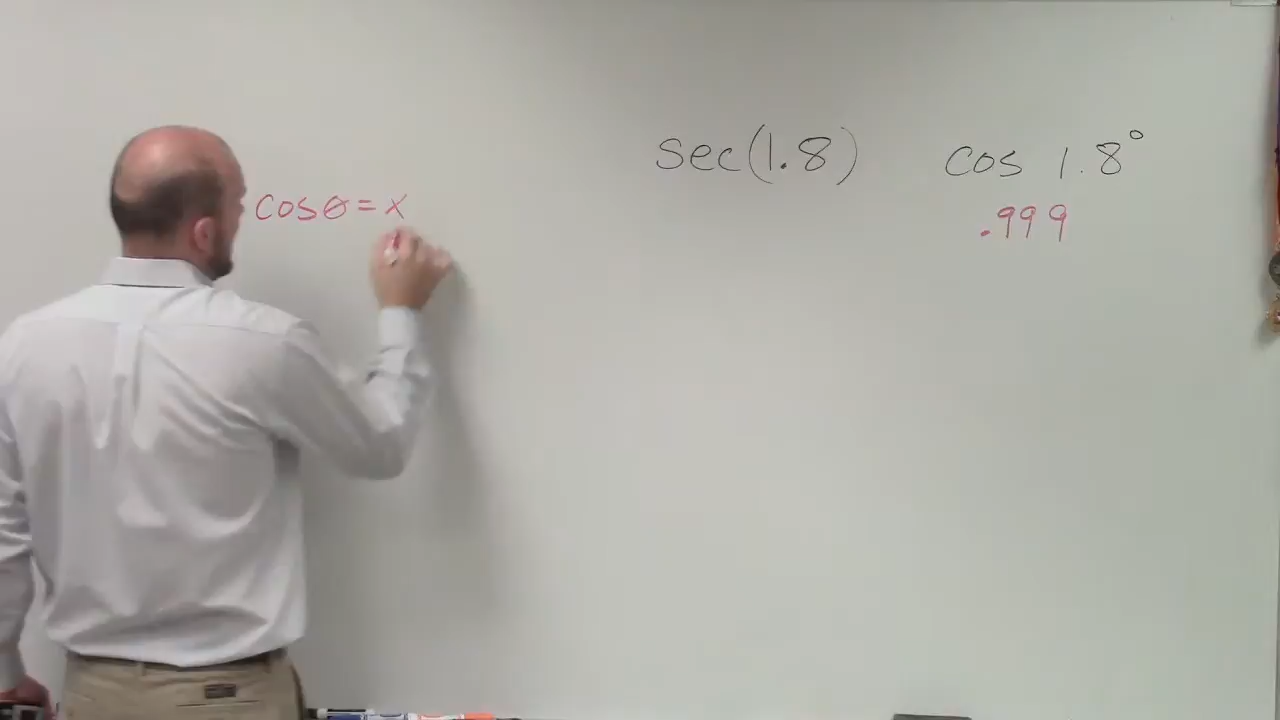 sec(1.8)
cos 1.8°
.999
cosθ=x